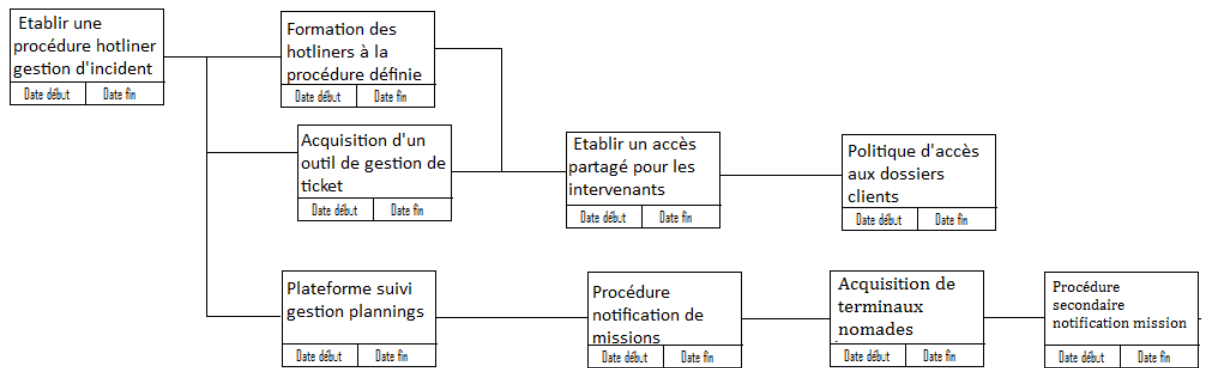 Etablir une
procédure hotliner
gestion d'incident
Date début Date fin
Formation des
hotliners à la
procédure définie
Date début Date fin
Acquisition d'un
outil de gestion de
ticket
Date début Date fin
Etablir un accès
partagé pour les
intervenants
Date début Date fin
Politique d'accès
aux dossiers
clients
Date début Date fin
Plateforme suivi
gestion plannings
Date début Date fin
Procédure
notification de
missions
Date début Date fin
Acquisition de
terminaux
nomades
Date début Date fin
Procédure
secondaire
notification mission
Date début Date fin